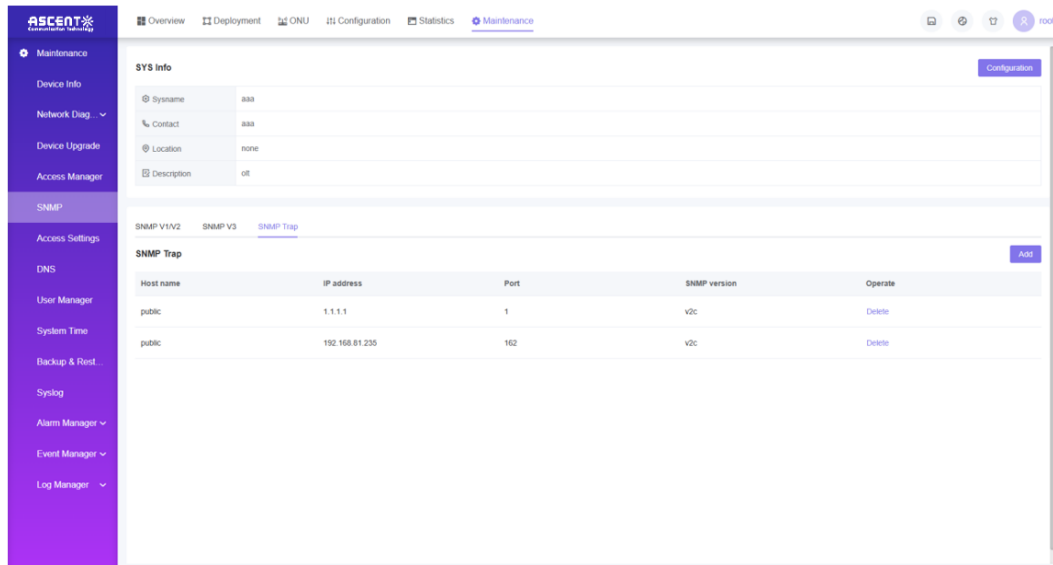 ASCENT
Communication Technology
Overview Deployment ONU Configuration Statistics Maintenance root
Maintenance
Device Info
Network Diag...
Device Upgrade
Access Manager
SNMP
Access Settings
DNS
User Manager
System Time
Backup & Rest...
Syslog
Alarm Manager
Event Manager
Log Manager
SYS Info
Configuration
Sysname aaa
Contact aaa
Location none
Description olt
SNMP V1/V2 SNMP V3 SNMP Trap
SNMP Trap
Add
Host name IP address Port SNMP version Operate
public 1.1.1.1 1 v2c Delete
public 192.168.81.235 162 v2c Delete